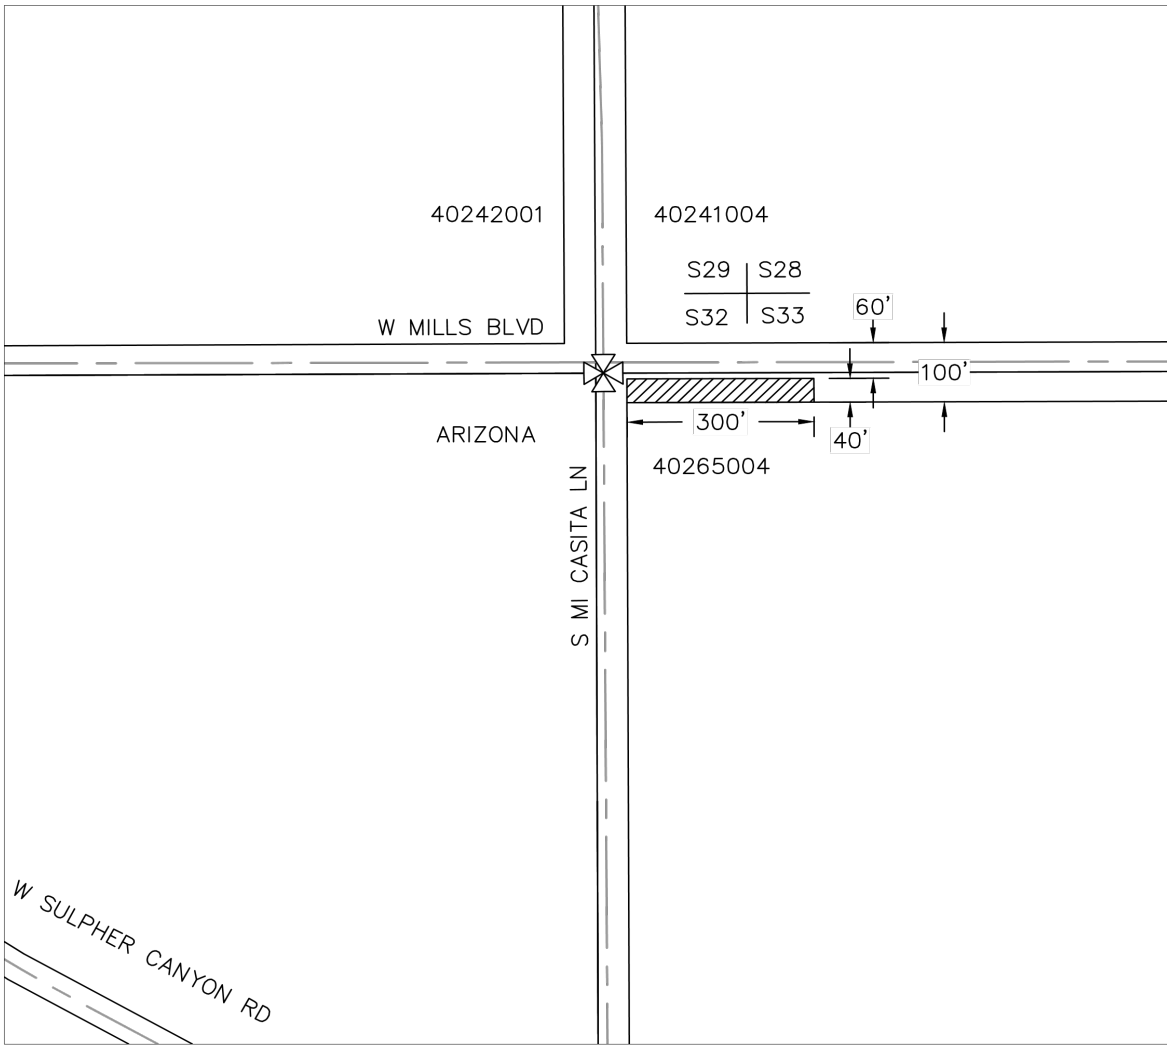 40242001
40241004
S29 S28
S32 S33
60'
W MILLS BLVD
100'
300'
40'
ARIZONA
40265004
S MI CASITA LN
W SULPHER CANYON RD